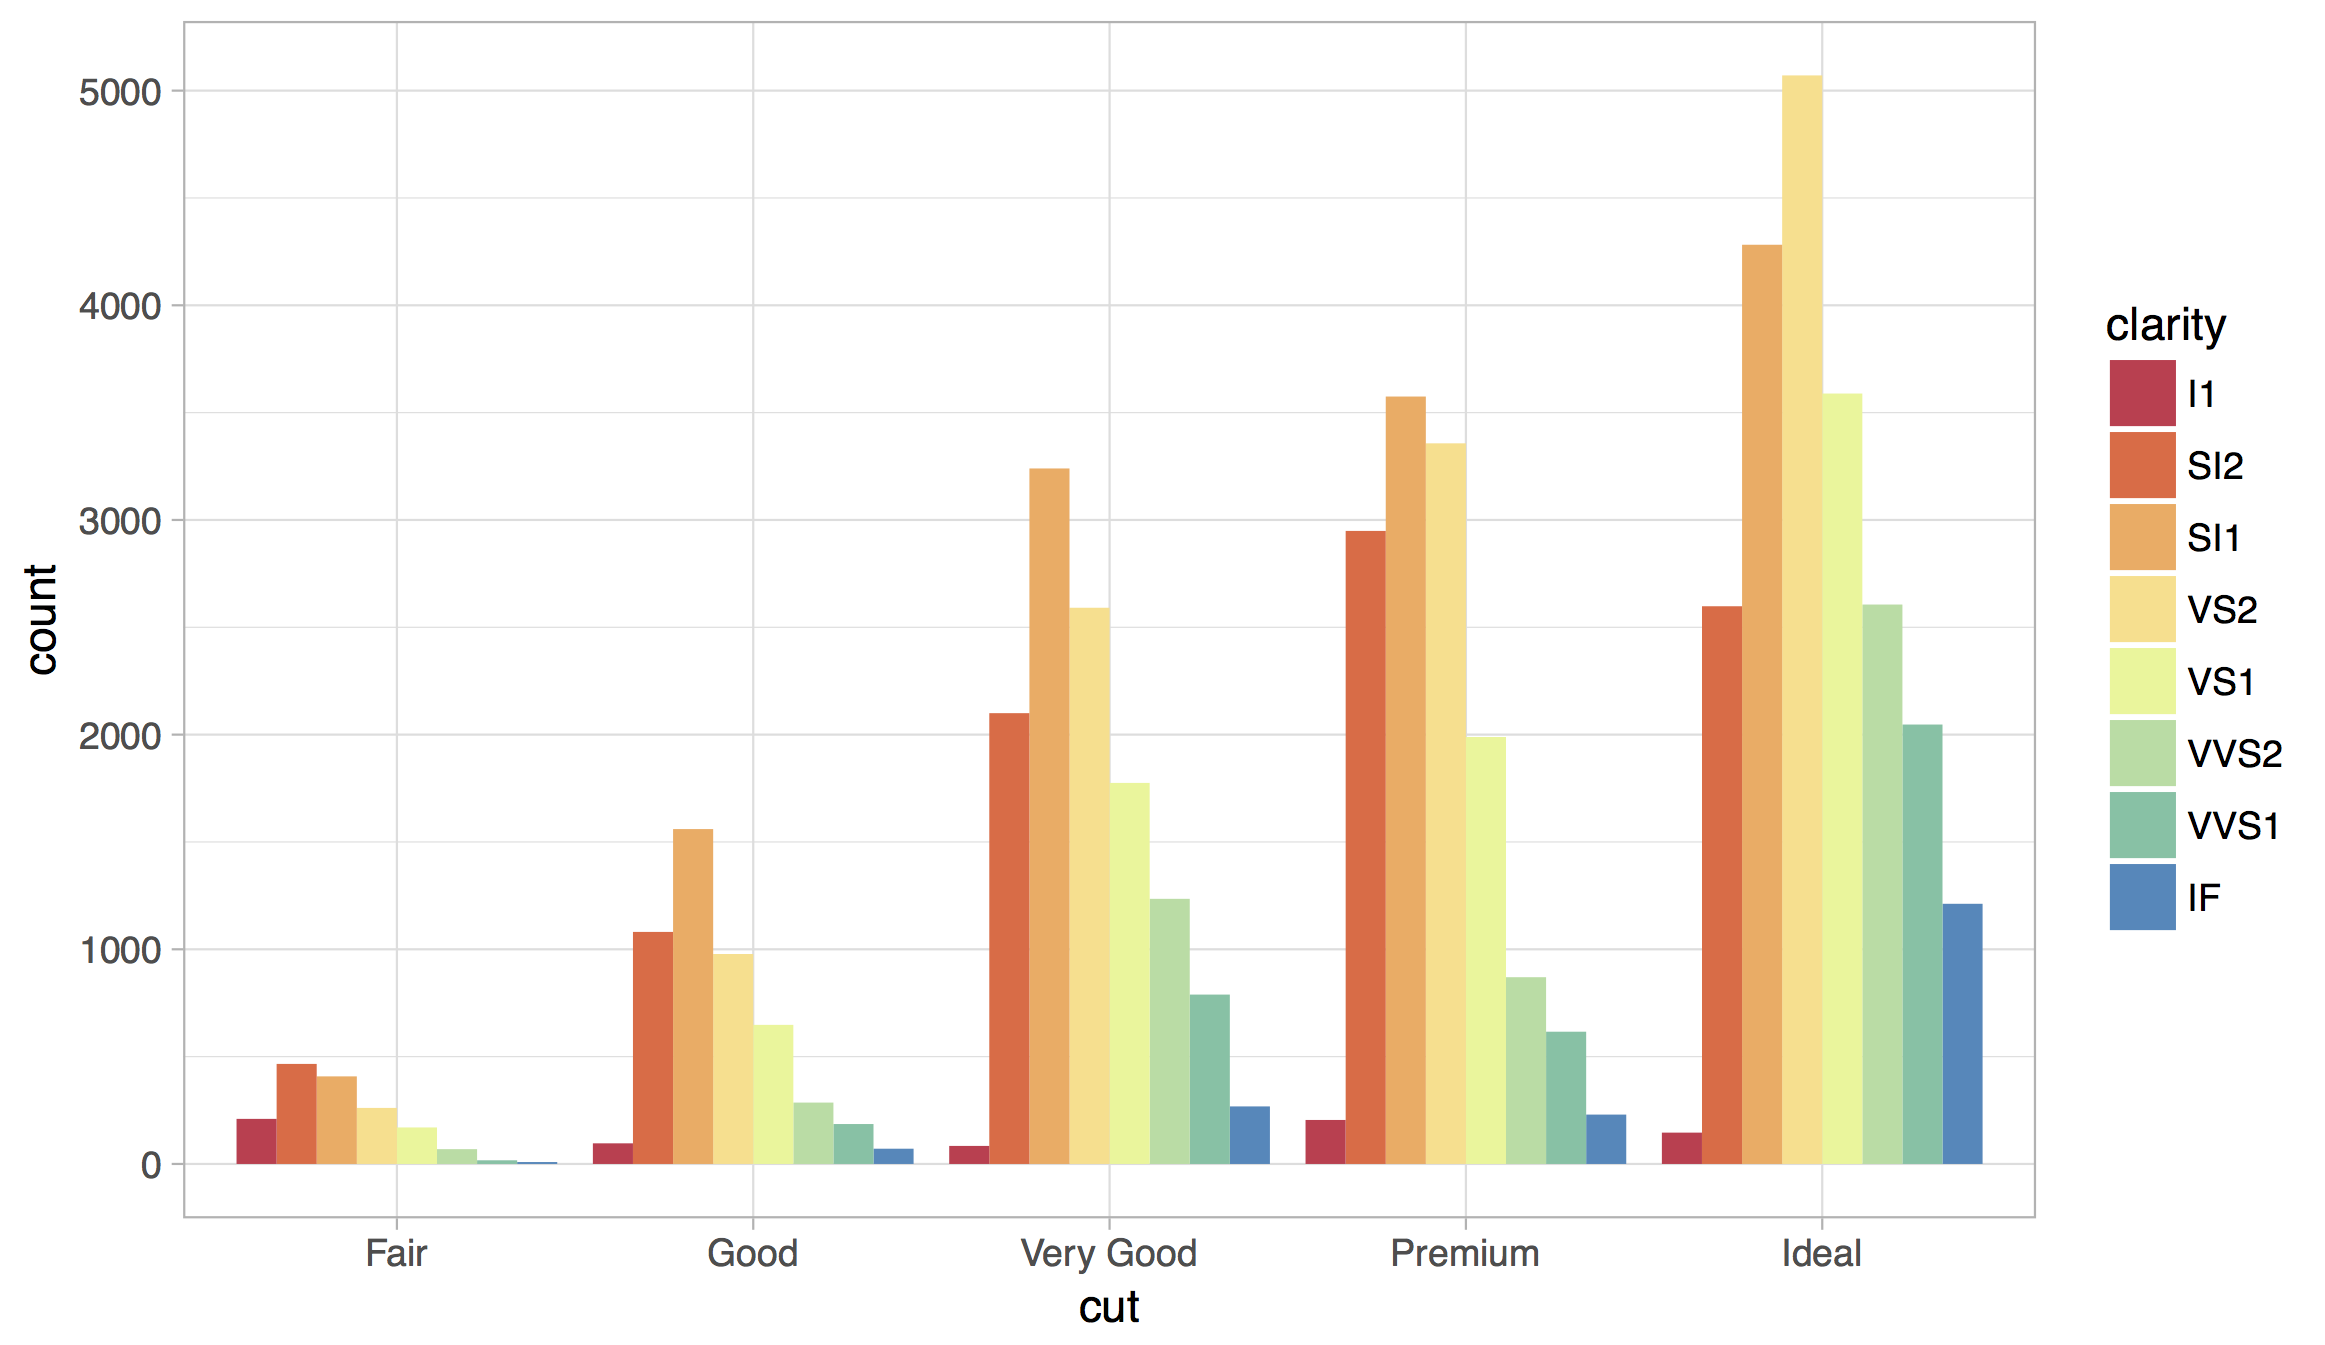 5000
4000
3000
2000
1000
0
count
Fair
Good
Very Good
Premium
Ideal
cut
clarity
I1
SI2
SI1
VS2
VS1
VVS2
VVS1
IF